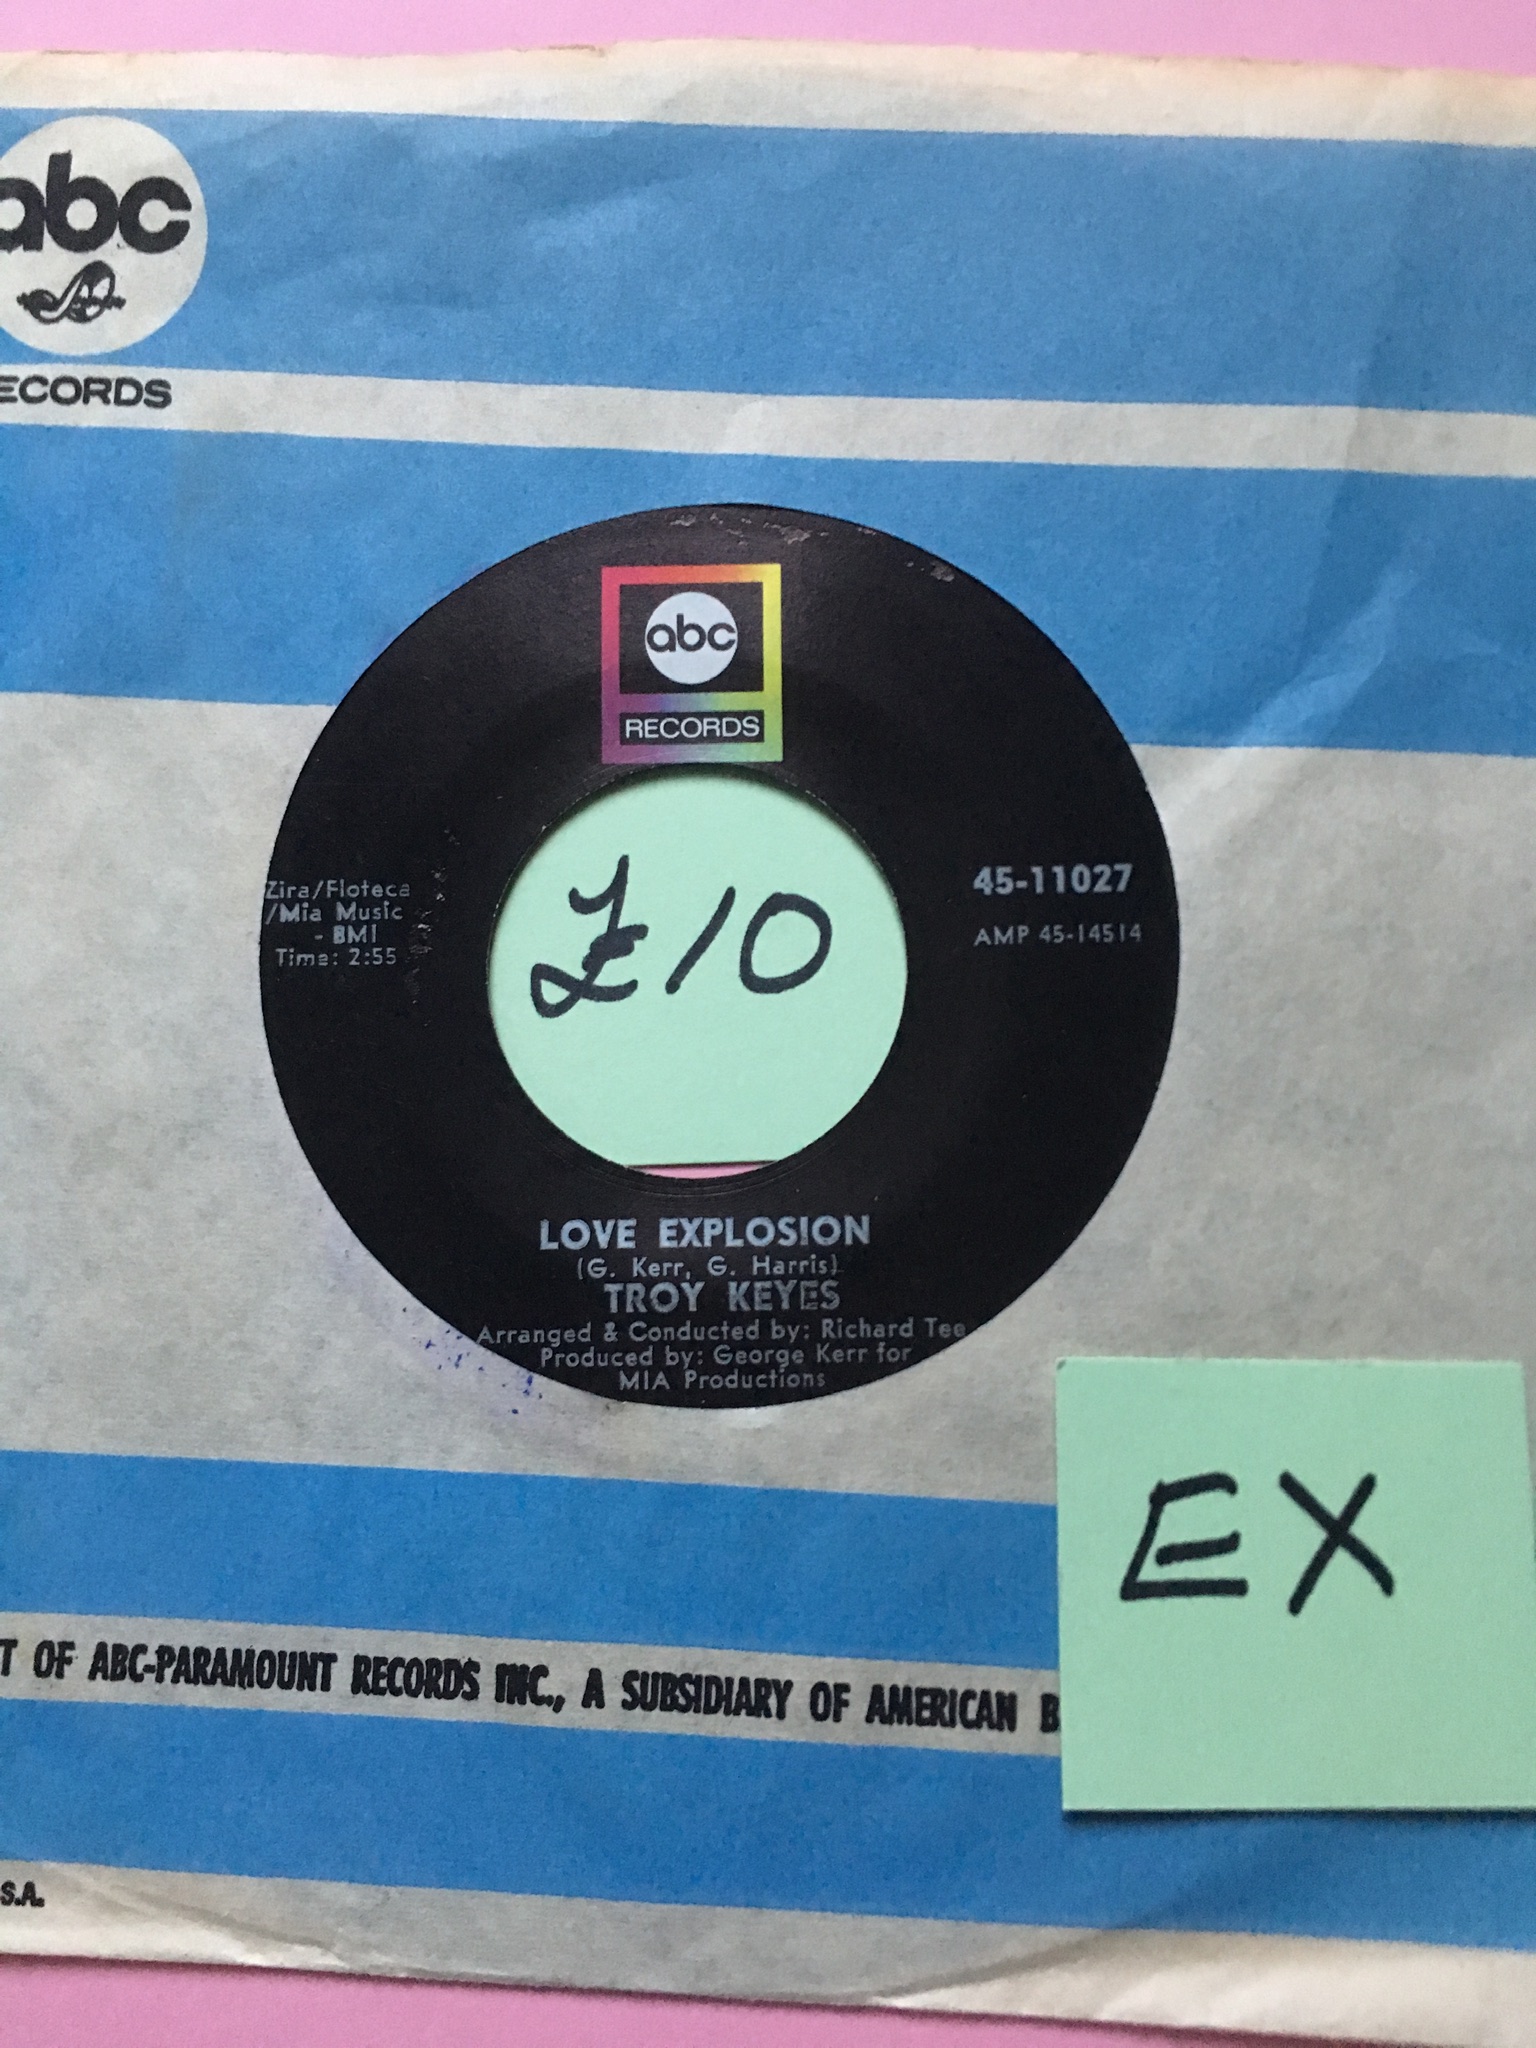 abc
ECORDS
abc
RECORDS
Zira/Floteca
/Mia Music
- BMI
Time: 2:55
£10
45-11027
AMP 45-14514
LOVE EXPLOSION
(G. Kerr, G. Harris)
TROY KEYES
Arranged & Conducted by: Richard Tee
Produced by: George Kerr for
MIA Productions
EX
T OF ABC-PARAMOUNT RECORDS INC., A SUBSIDIARY OF AMERICAN B
S.A.